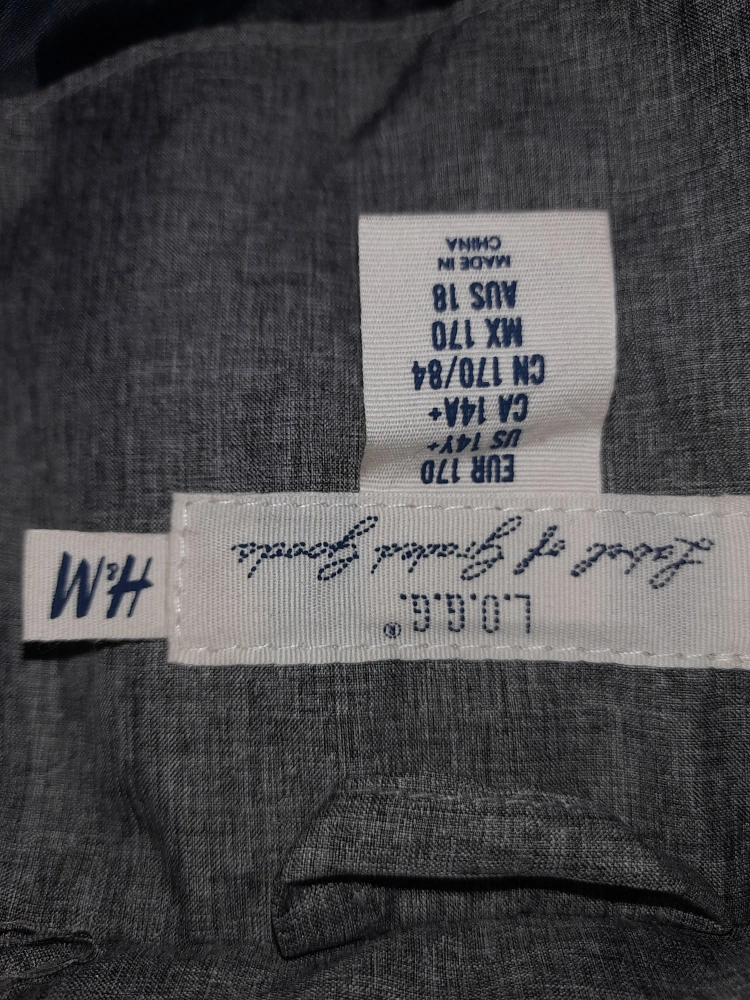 L.O.G.G.®
Label of Graded Goods
H&M
EUR 170
US 14Y+
CA 14A+
CN 170/84
MX 170
AUS 18
MADE IN
CHINA